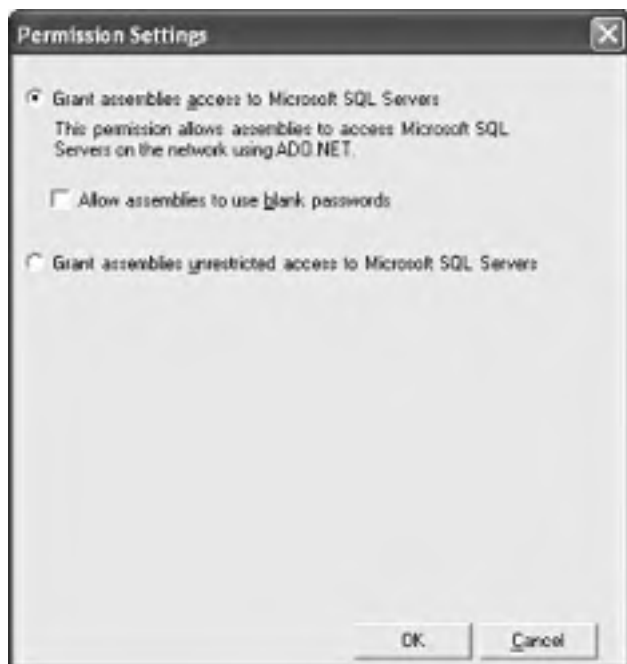 Permission Settings
Grant assemblies access to Microsoft SQL Servers
This permission allows assemblies to access Microsoft SQL
Servers on the network using ADO.NET.
Allow assemblies to use blank passwords
Grant assemblies unrestricted access to Microsoft SQL Servers
OK
Cancel